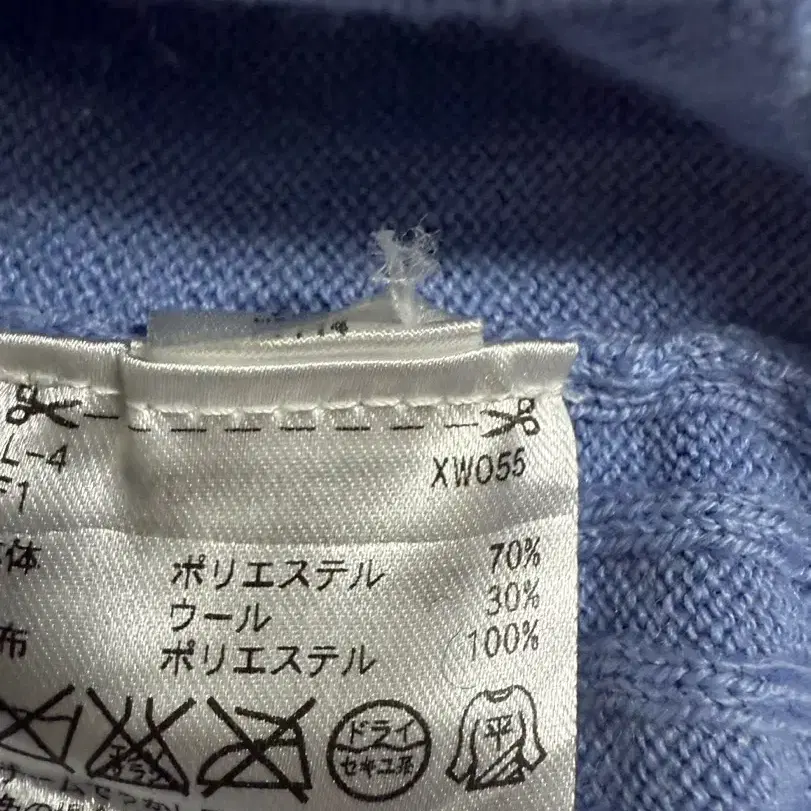 L-4
XW055
F1
体 ポリエステル 70%
ウール 30%
布 ポリエステル 100%
ドライ
セキユ系
平